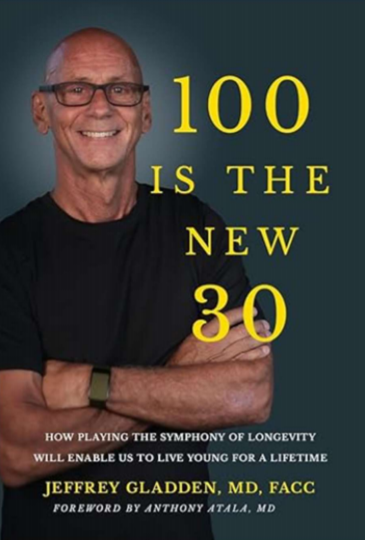 100
IS THE
NEW
30
HOW PLAYING THE SYMPHONY OF LONGEVITY
WILL ENABLE US TO LIVE YOUNG FOR A LIFETIME
JEFFREY GLADDEN, MD, FACC
FOREWORD BY ANTHONY ATALA, MD